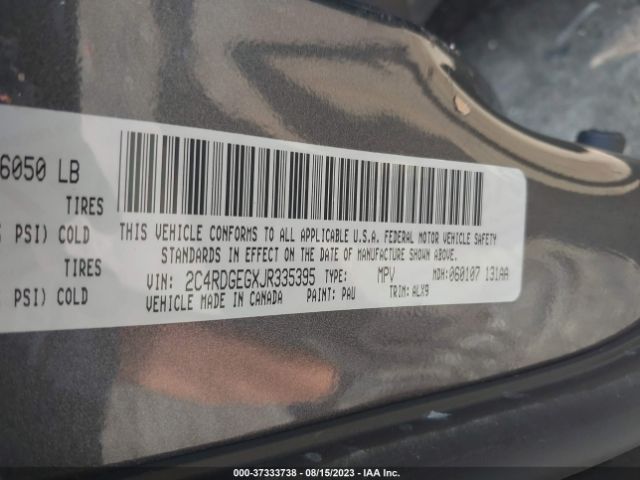 6050 LB
TIRES
PSI) COLD
TIRES
PSI) COLD
THIS VEHICLE CONFORMS TO ALL APPLICABLE U.S.A. FEDERAL MOTOR VEHICLE SAFETY
STANDARDS IN EFFECT ON THE DATE OF MANUFACTURE SHOWN ABOVE.
VIN: 2C4RDGEGXJR335395 TYPE: MPV MDH:060107 131AA
VEHICLE MADE IN CANADA PAINT: PAU TRIM:ALX9
000-37333738 - 08/15/2023 - IAA Inc.